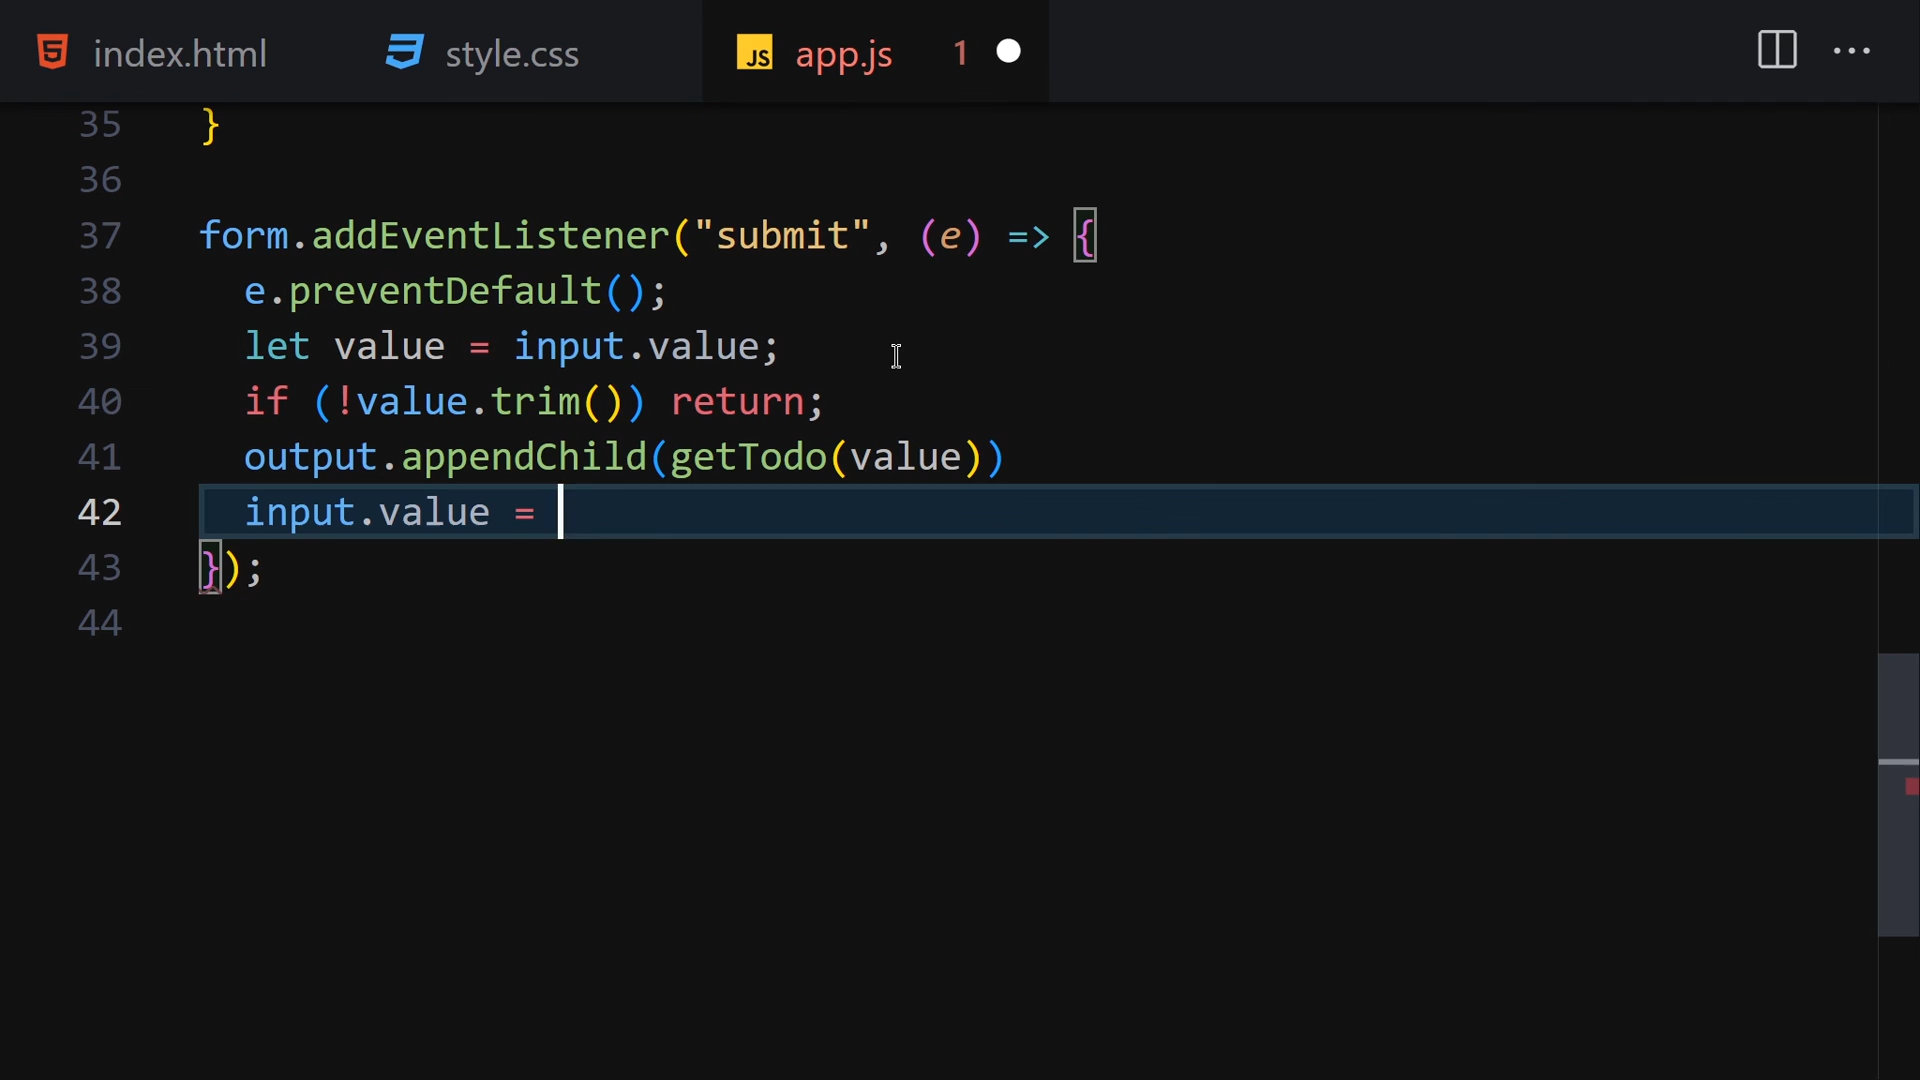 index.html style.css JS app.js 1
35 }
36
37 form.addEventListener("submit", (e) => {
38   e.preventDefault();
39   let value = input.value;
40   if (!value.trim()) return;
41   output.appendChild(getTodo(value))
42   input.value =
43 });
44